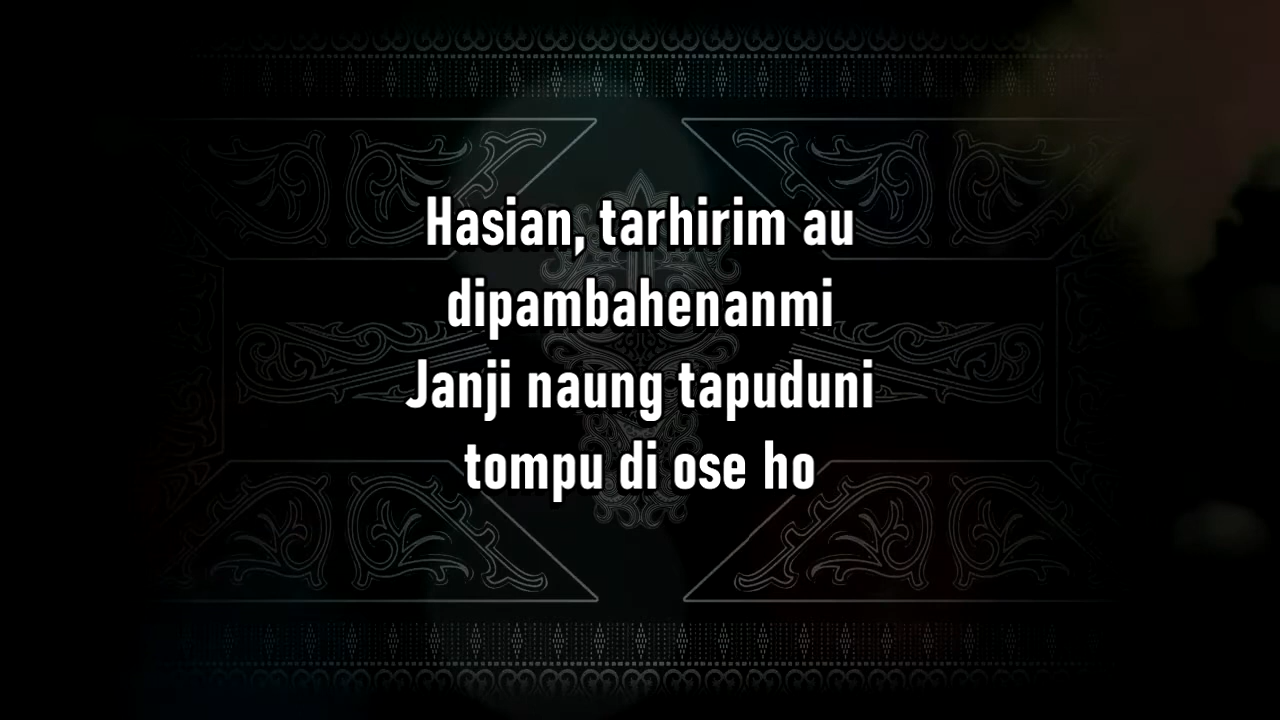 Hasian, tarhirim au
dipambahenanmi
Janji naung tapuduni
tompu di ose ho